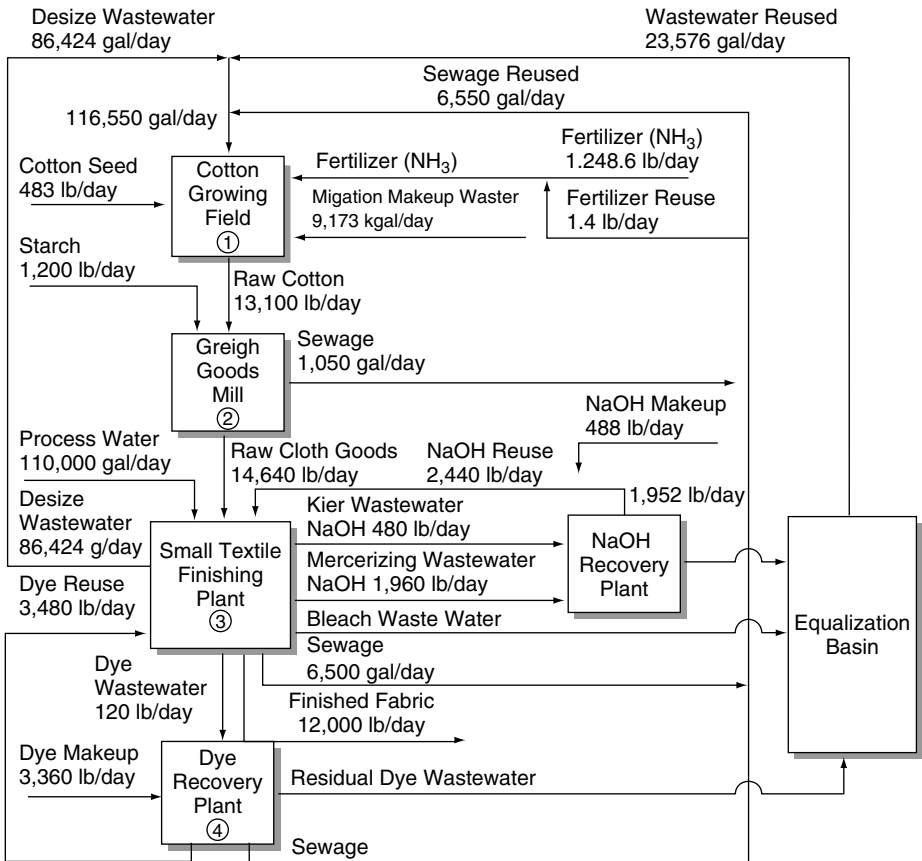 Desize Wastewater
86,424 gal/day
Wastewater Reused
23,576 gal/day
Sewage Reused
6,550 gal/day
116,550 gal/day
Cotton Seed
483 lb/day
Cotton
Growing
Field
①
Fertilizer (NH₃)
Fertilizer (NH₃)
1.248.6 lb/day
Migation Makeup Waster
9,173 kgal/day
Fertilizer Reuse
1.4 lb/day
Starch
1,200 lb/day
Raw Cotton
13,100 lb/day
Greigh
Goods
Mill
②
Sewage
1,050 gal/day
NaOH Makeup
488 lb/day
Process Water
110,000 gal/day
Raw Cloth Goods
14,640 lb/day
NaOH Reuse
2,440 lb/day
1,952 lb/day
Desize
Wastewater
86,424 g/day
Small Textile
Finishing
Plant
③
Kier Wastewater
NaOH 480 lb/day
Mercerizing Wastewater
NaOH 1,960 lb/day
NaOH
Recovery
Plant
Dye Reuse
3,480 lb/day
Bleach Waste Water
Equalization
Basin
Sewage
6,500 gal/day
Dye
Wastewater
120 lb/day
Finished Fabric
12,000 lb/day
Dye Makeup
3,360 lb/day
Dye
Recovery
Plant
④
Residual Dye Wastewater
Sewage